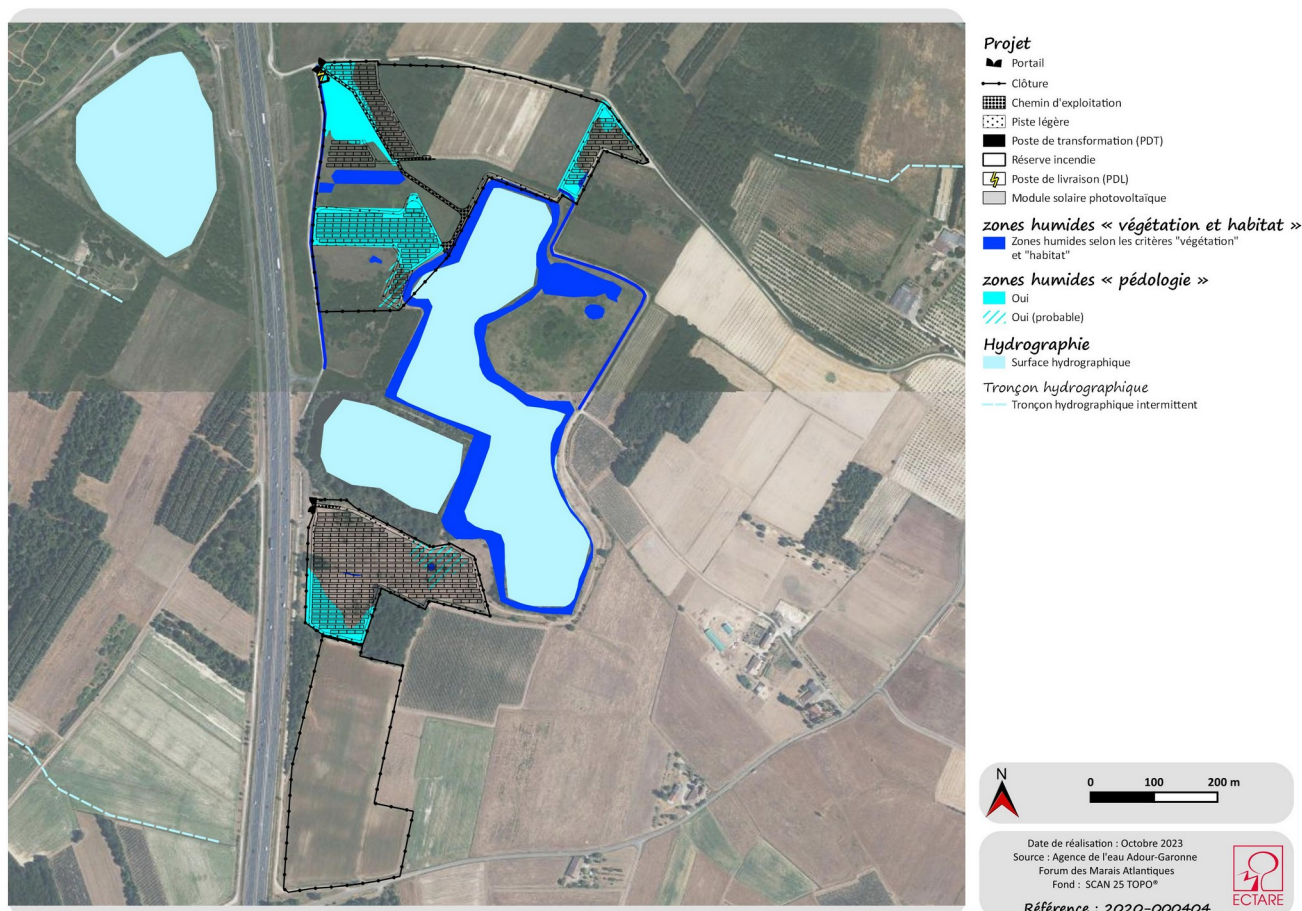 Projet
Portail
Clôture
Chemin d'exploitation
Piste légère
Poste de transformation (PDT)
Réserve incendie
Poste de livraison (PDL)
Module solaire photovoltaïque
zones humides « végétation et habitat »
Zones humides selon les critères "végétation"
et "habitat"
zones humides « pédologie »
Oui
Oui (probable)
Hydrographie
Surface hydrographique
Tronçon hydrographique
Tronçon hydrographique intermittent
N
0 100 200 m
Date de réalisation : Octobre 2023
Source : Agence de l'eau Adour-Garonne
Forum des Marais Atlantiques
Fond : SCAN 25 TOPO®
Référence : 2020-000404
ECTARE